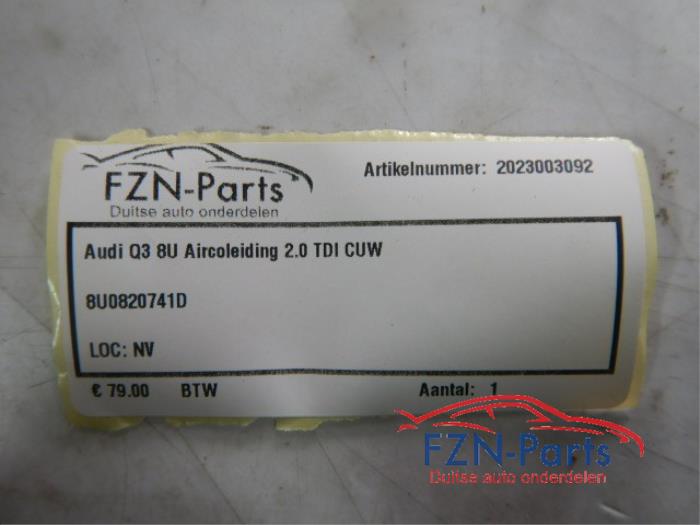 FZN-Parts
Duitse auto onderdelen
Artikelnummer: 2023003092
Audi Q3 8U Aircoleiding 2.0 TDI CUW
8U0820741D
LOC: NV
€ 79.00 BTW Aantal: 1
FZN-Parts
Duitse auto onderdelen